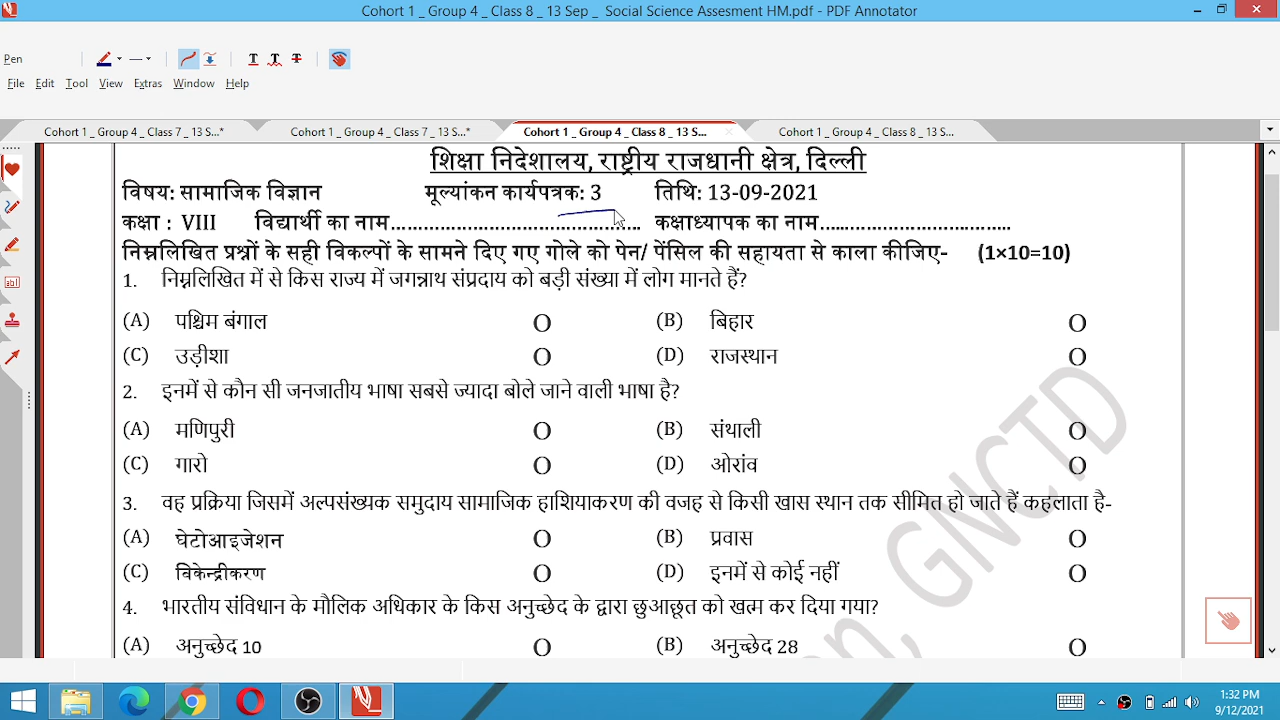 Cohort 1 _ Group 4 _ Class 8 _ 13 Sep _ Social Science Assesment HM.pdf - PDF Annotator
Pen
File Edit Tool View Extras Window Help
Cohort 1 _ Group 4 _ Class 7 _ 13 S...* Cohort 1 _ Group 4 _ Class 7 _ 13 S...* Cohort 1 _ Group 4 _ Class 8 _ 13 S... Cohort 1 _ Group 4 _ Class 8 _ 13 S...
शिक्षा निदेशालय, राष्ट्रीय राजधानी क्षेत्र, दिल्ली
विषय: सामाजिक विज्ञान मूल्यांकन कार्यपत्रक: 3 तिथि: 13-09-2021
कक्षा : VIII विद्यार्थी का नाम................................................ कक्षाध्यापक का नाम.....................................
निम्नलिखित प्रश्नों के सही विकल्पों के सामने दिए गए गोले को पेन/ पेंसिल की सहायता से काला कीजिए- (1×10=10)
1. निम्नलिखित में से किस राज्य में जगन्नाथ संप्रदाय को बड़ी संख्या में लोग मानते हैं?
(A) पश्चिम बंगाल O (B) बिहार O
(C) उड़ीशा O (D) राजस्थान O
2. इनमें से कौन सी जनजातीय भाषा सबसे ज्यादा बोले जाने वाली भाषा है?
(A) मणिपुरी O (B) संथाली O
(C) गारो O (D) ओरांव O
3. वह प्रक्रिया जिसमें अल्पसंख्यक समुदाय सामाजिक हाशियाकरण की वजह से किसी खास स्थान तक सीमित हो जाते हैं कहलाता है-
(A) घेटोआइजेशन O (B) प्रवास O
(C) विकेन्द्रीकरण O (D) इनमें से कोई नहीं O
4. भारतीय संविधान के मौलिक अधिकार के किस अनुच्छेद के द्वारा छुआछूत को खत्म कर दिया गया?
(A) अनुच्छेद 10 O (B) अनुच्छेद 28 O
GNCTD
1:32 PM
9/12/2021